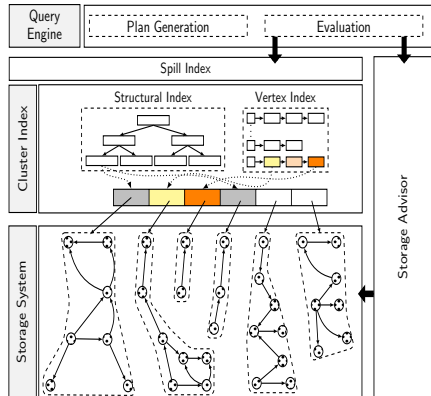 Query
Engine
Plan Generation
Evaluation
Spill Index
Cluster Index
Structural Index
Vertex Index
Storage System
Storage Advisor